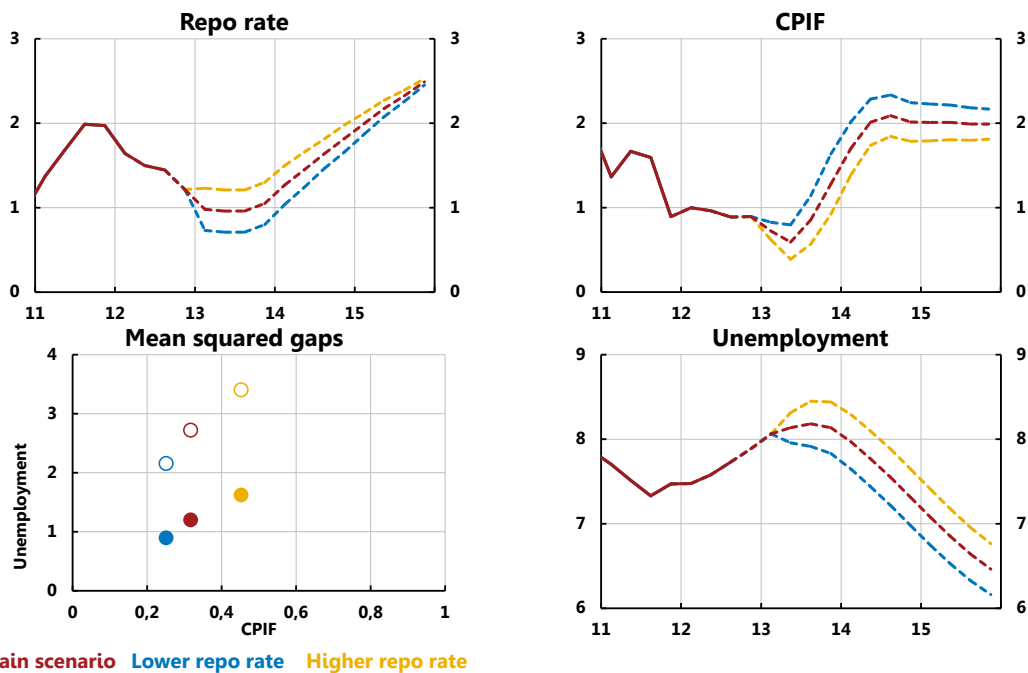 Repo rate
3 3
2 2
1 1
0 0
11 12 13 14 15
CPIF
3 3
2 2
1 1
0 0
11 12 13 14 15
Mean squared gaps
4
3
2
1
0
Unemployment
0 0,2 0,4 0,6 0,8 1
CPIF
Unemployment
9 9
8 8
7 7
6 6
11 12 13 14 15
ain scenario Lower repo rate Higher repo rate